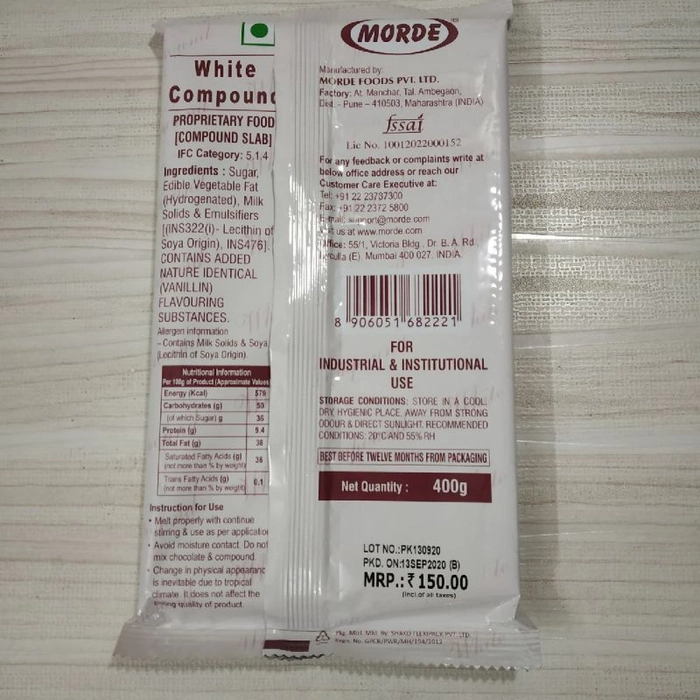 White
Compound
PROPRIETARY FOOD
[COMPOUND SLAB]
IFC Category: 5,1,4
Ingredients : Sugar,
Edible Vegetable Fat
(Hydrogenated), Milk
Solids & Emulsifiers
[(INS322(i)- Lecithin of
Soya Origin), INS476].
CONTAINS ADDED
NATURE IDENTICAL
(VANILLIN)
FLAVOURING
SUBSTANCES.
Allergen information
- Contains Milk Solids & Soya
(Lecithin of Soya Origin).
Nutritional Information
Per 100g of Product (Approximate Values
Energy (Kcal) 578
Carbohydrates (g) 50
(of which Sugar) g
Protein (g) 9.4
Total Fat (g) 38
Saturated Fatty Acids (g) 36
(not more than % by weight)
Trans Fatty Acids (g) 0.1
(not more than % by weight)
Instruction for Use
• Melt properly with continue
stirring & use as per applicatio
• Avoid moisture contact. Do not
mix chocolate & compound.
• Change in physical appearanc
is inevitable due to tropical
climate. It does not affect the
quality of product.
MORDE
Manufactured by:
MORDE FOODS PVT. LTD.
Factory: At. Manchar, Tal. Ambegaon,
Dist. - Pune – 410503, Maharashtra (INDIA)
fssai
Lic No. 10012022000152
For any feedback or complaints write at
below office address or reach our
Customer Care Executive at:
Tel: +91 22 23737300
Fax: +91 22 2372 5800
E-mail: support@morde.com
us at www.morde.com
Office: 55/1, Victoria Bldg., Dr. B. A. Rd.,
(E), Mumbai 400 027. INDIA.
8 906051 682221
FOR
INDUSTRIAL & INSTITUTIONAL
USE
STORAGE CONDITIONS: STORE IN A COOL,
DRY, HYGIENIC PLACE, AWAY FROM STRONG
ODOUR & DIRECT SUNLIGHT. RECOMMENDED
CONDITIONS: 20°C AND 55% RH
BEST BEFORE TWELVE MONTHS FROM PACKAGING
Net Quantity : 400g
LOT NO.:PK130920
PKD. ON:13SEP2020 (B)
MRP.:₹150.00
(Incl.of all taxes)